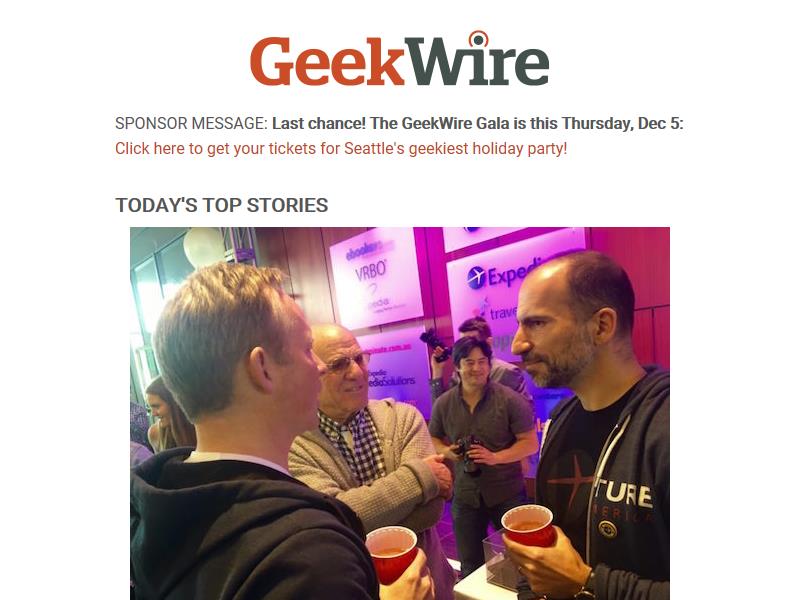 GeekWire
SPONSOR MESSAGE: Last chance! The GeekWire Gala is this Thursday, Dec 5:
Click here to get your tickets for Seattle's geekiest holiday party!
TODAY'S TOP STORIES
ebookers
VRBO
Expedia
TURE